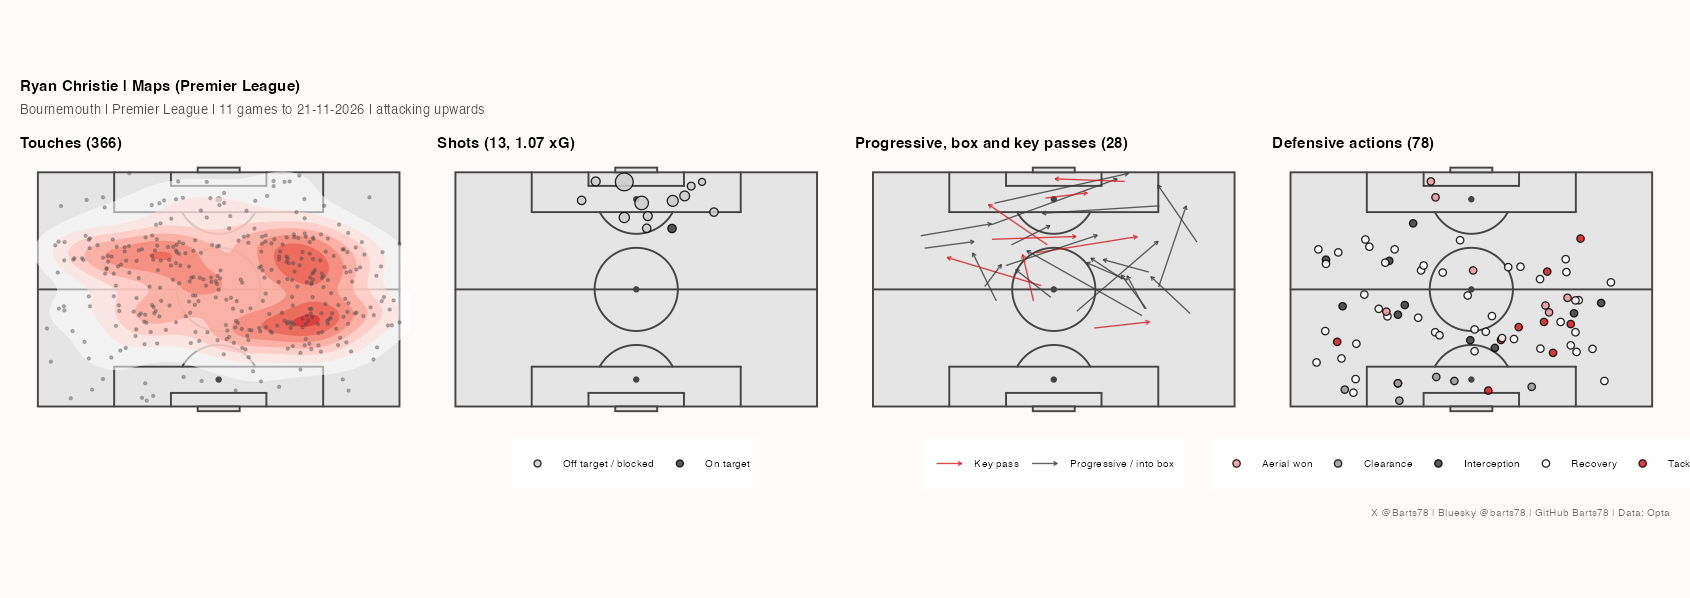 Ryan Christie | Maps (Premier League)
Bournemouth | Premier League | 11 games to 21-11-2026 | attacking upwards
Touches (366)
Shots (13, 1.07 xG)
Progressive, box and key passes (28)
Defensive actions (78)
Off target / blocked
On target
Key pass
Progressive / into box
Aerial won
Clearance
Interception
Recovery
Tack
X @Barts78 | Bluesky @barts78 | GitHub Barts78 | Data: Opta